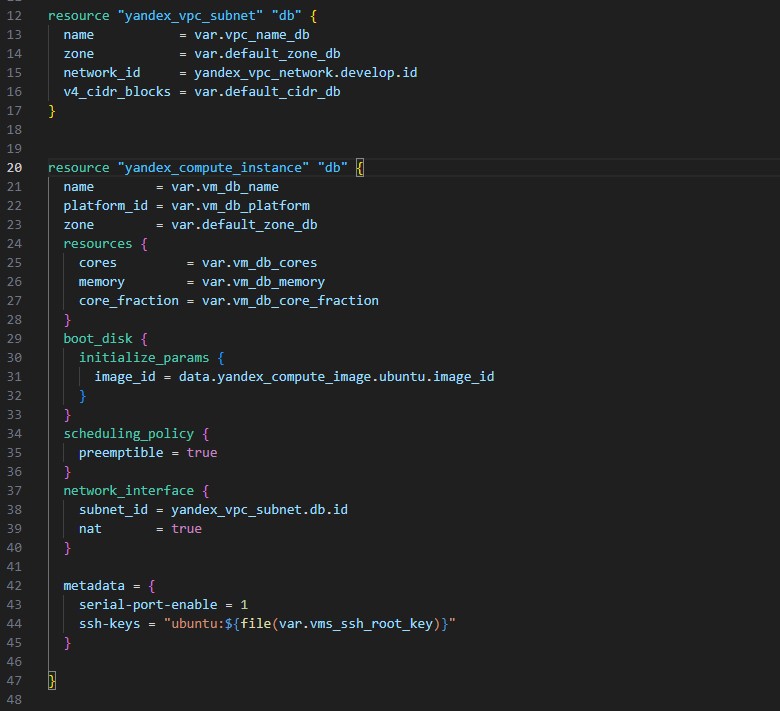 12 resource "yandex_vpc_subnet" "db" {
13   name           = var.vpc_name_db
14   zone           = var.default_zone_db
15   network_id     = yandex_vpc_network.develop.id
16   v4_cidr_blocks = var.default_cidr_db
17 }
18
19
20 resource "yandex_compute_instance" "db" {
21   name        = var.vm_db_name
22   platform_id = var.vm_db_platform
23   zone        = var.default_zone_db
24   resources {
25     cores         = var.vm_db_cores
26     memory        = var.vm_db_memory
27     core_fraction = var.vm_db_core_fraction
28   }
29   boot_disk {
30     initialize_params {
31       image_id = data.yandex_compute_image.ubuntu.image_id
32     }
33   }
34   scheduling_policy {
35     preemptible = true
36   }
37   network_interface {
38     subnet_id = yandex_vpc_subnet.db.id
39     nat       = true
40   }
41
42   metadata = {
43     serial-port-enable = 1
44     ssh-keys = "ubuntu:${file(var.vms_ssh_root_key)}"
45   }
46
47 }
48